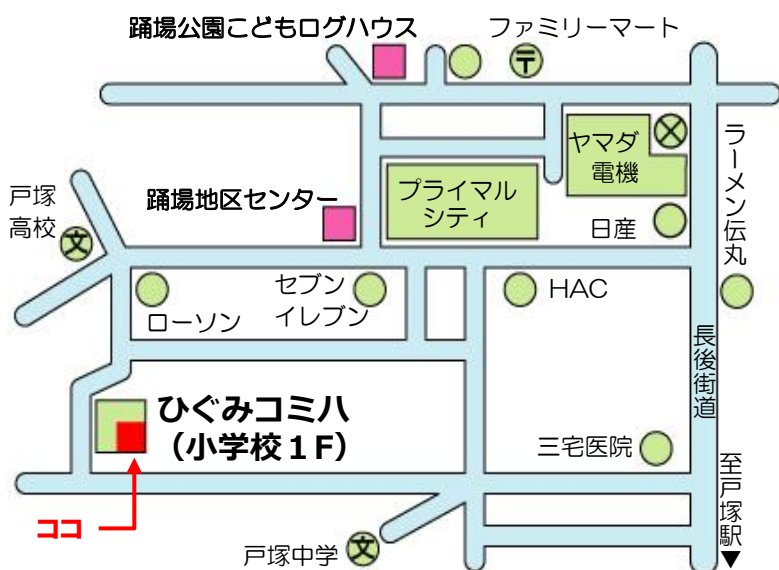 踊場公園こどもログハウス
ファミリーマート
〒
ヤマダ
電機
ラーメン伝丸
戸塚
高校
文
踊場地区センター
プライマル
シティ
日産
ローソン
セブン
イレブン
HAC
長後街道
ひぐみコミハ
(小学校1F)
三宅医院
ココ
戸塚中学
文
至戸塚駅▼